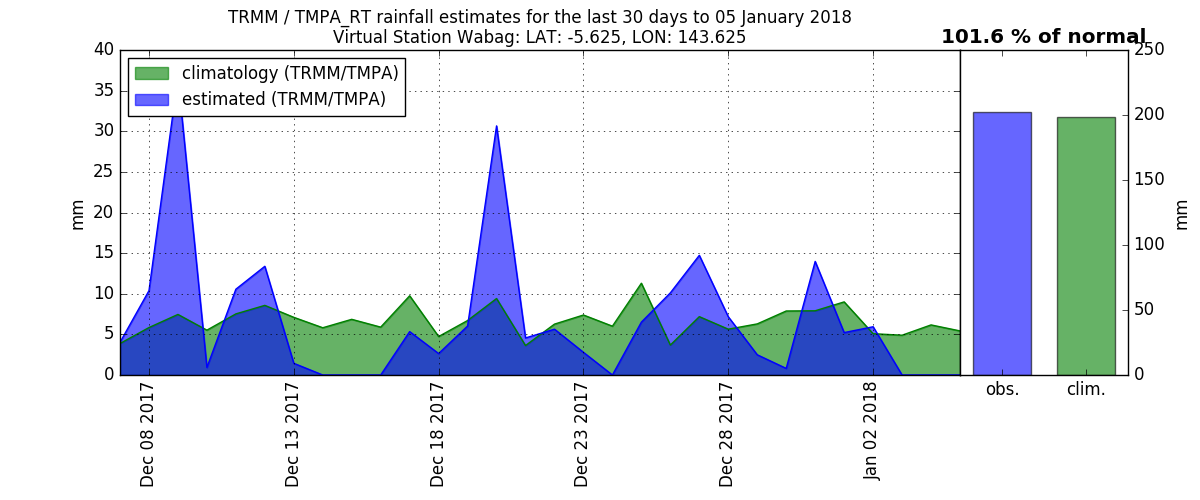 TRMM / TMPA_RT rainfall estimates for the last 30 days to 05 January 2018
Virtual Station Wabag: LAT: -5.625, LON: 143.625
101.6 % of normal
climatology (TRMM/TMPA)
estimated (TRMM/TMPA)
mm
40
35
30
25
20
15
10
5
0
Dec 08 2017
Dec 13 2017
Dec 18 2017
Dec 23 2017
Dec 28 2017
Jan 02 2018
obs.
clim.
250
200
150
100
50
0
mm